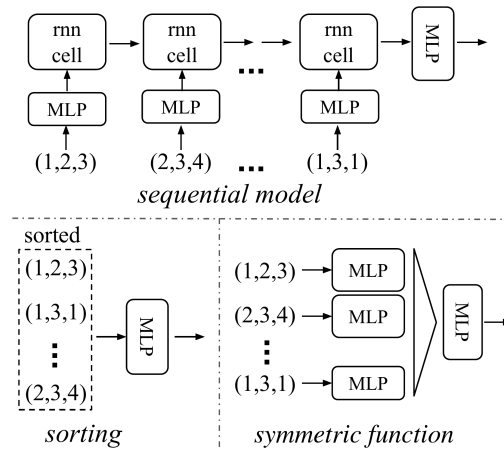 rnn cell rnn cell rnn cell MLP
MLP MLP MLP
(1,2,3) (2,3,4) ... (1,3,1)
sequential model
sorted
(1,2,3)
(1,3,1)
(2,3,4)
MLP
sorting
(1,2,3) MLP
(2,3,4) MLP
(1,3,1) MLP
MLP
symmetric function